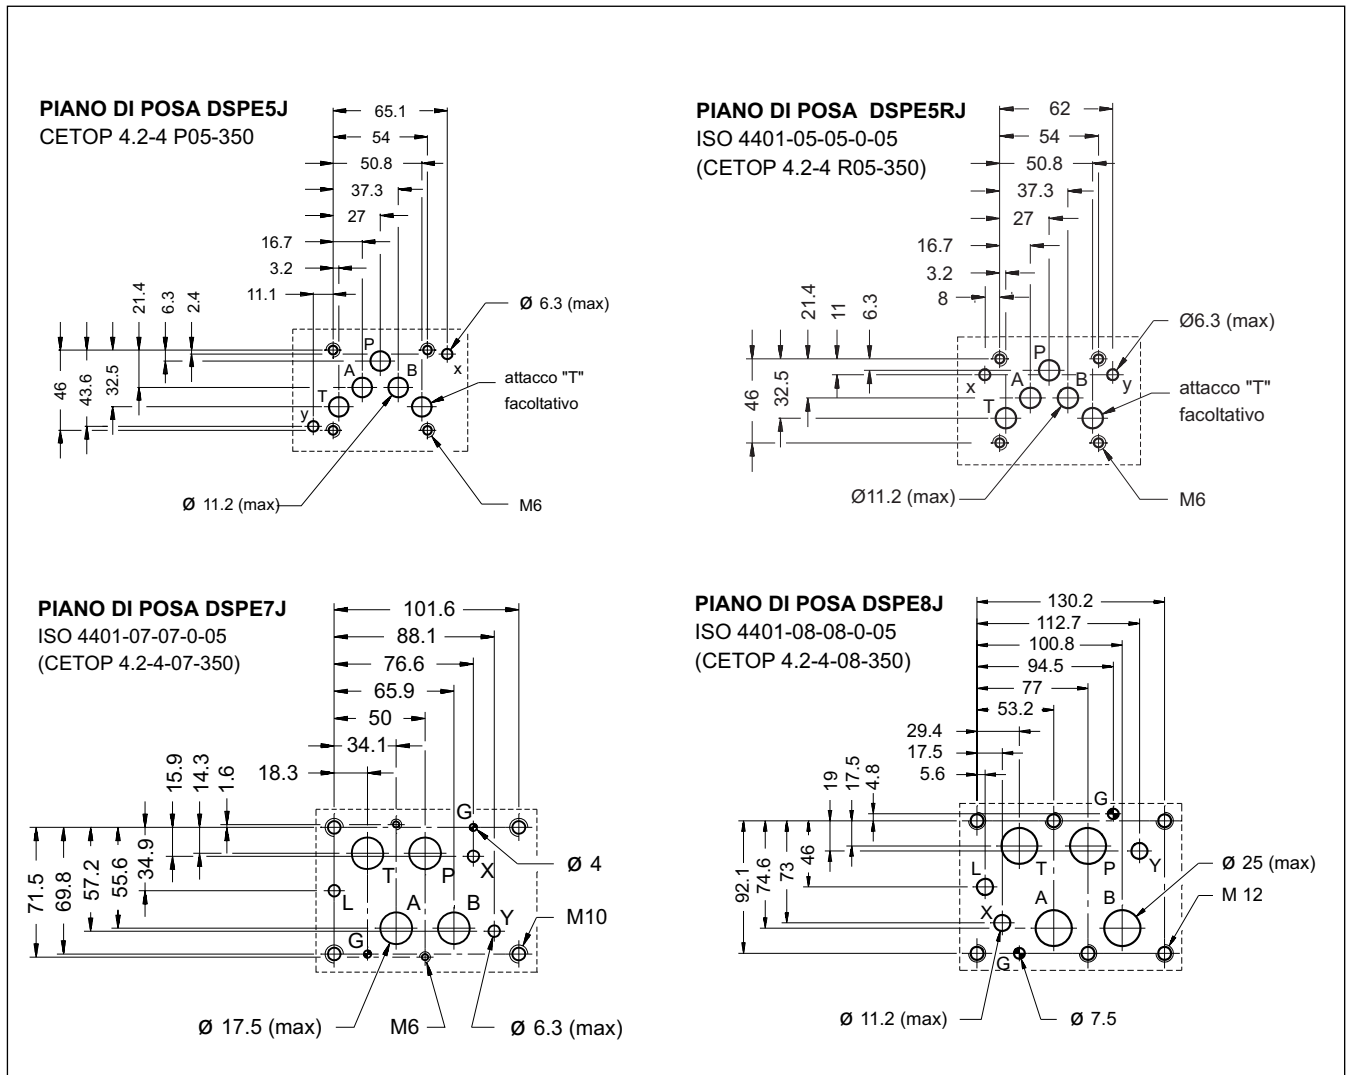 PIANO DI POSA DSPE5J
CETOP 4.2-4 P05-350
65.1
54
50.8
37.3
27
16.7
3.2
11.1
21.4
6.3
2.4
46
43.6
32.5
P
A
B
T
x
y
Ø 6.3 (max)
attacco "T"
facoltativo
Ø 11.2 (max)
M6
PIANO DI POSA DSPE5RJ
ISO 4401-05-05-0-05
(CETOP 4.2-4 R05-350)
62
54
50.8
37.3
27
16.7
3.2
8
21.4
11
6.3
46
32.5
P
A
B
T
x
y
Ø6.3 (max)
attacco "T"
facoltativo
Ø11.2 (max)
M6
PIANO DI POSA DSPE7J
ISO 4401-07-07-0-05
(CETOP 4.2-4-07-350)
101.6
88.1
76.6
65.9
50
34.1
18.3
15.9
14.3
1.6
71.5
69.8
57.2
55.6
34.9
G
T
P
X
L
A
B
Y
G
Ø 4
M10
Ø 17.5 (max)
M6
Ø 6.3 (max)
PIANO DI POSA DSPE8J
ISO 4401-08-08-0-05
(CETOP 4.2-4-08-350)
130.2
112.7
100.8
94.5
77
53.2
29.4
17.5
5.6
19
17.5
4.8
92.1
74.6
73
46
G
T
P
Y
L
A
B
X
G
Ø 25 (max)
M 12
Ø 11.2 (max)
Ø 7.5